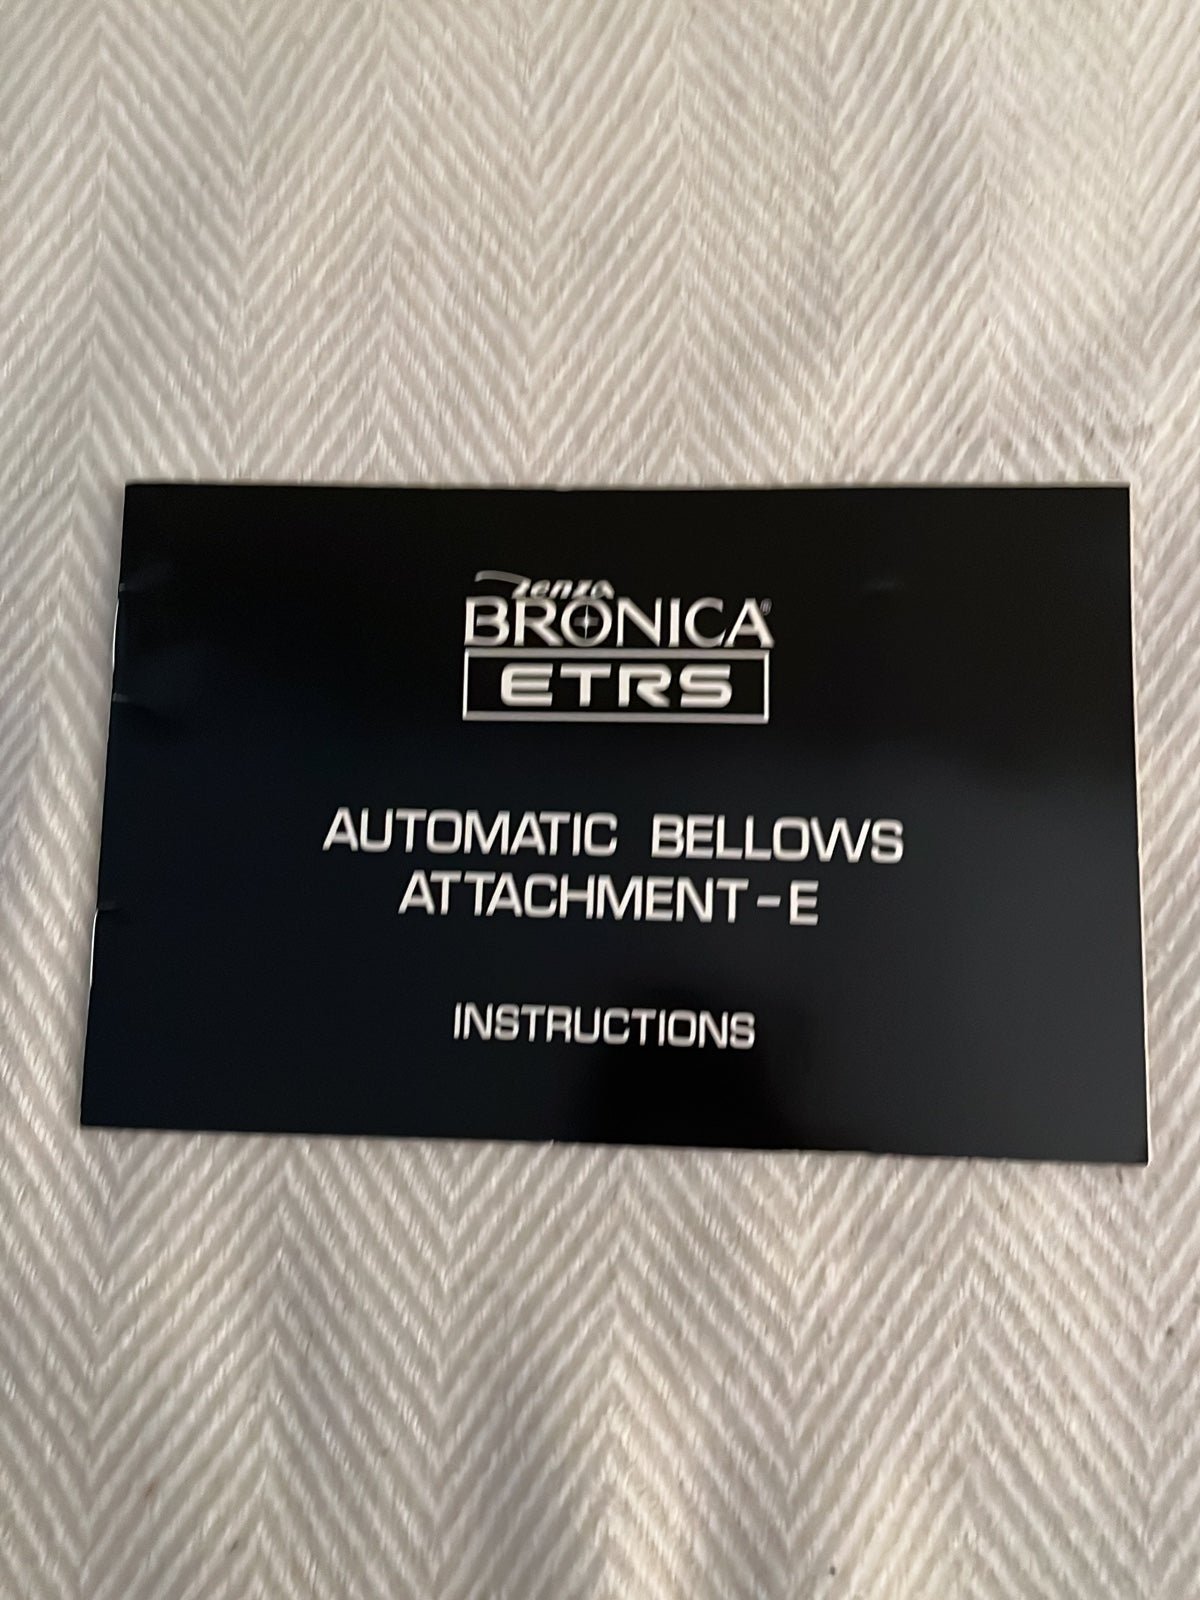 zenza
BRONICA®
ETRS
AUTOMATIC BELLOWS
ATTACHMENT-E
INSTRUCTIONS